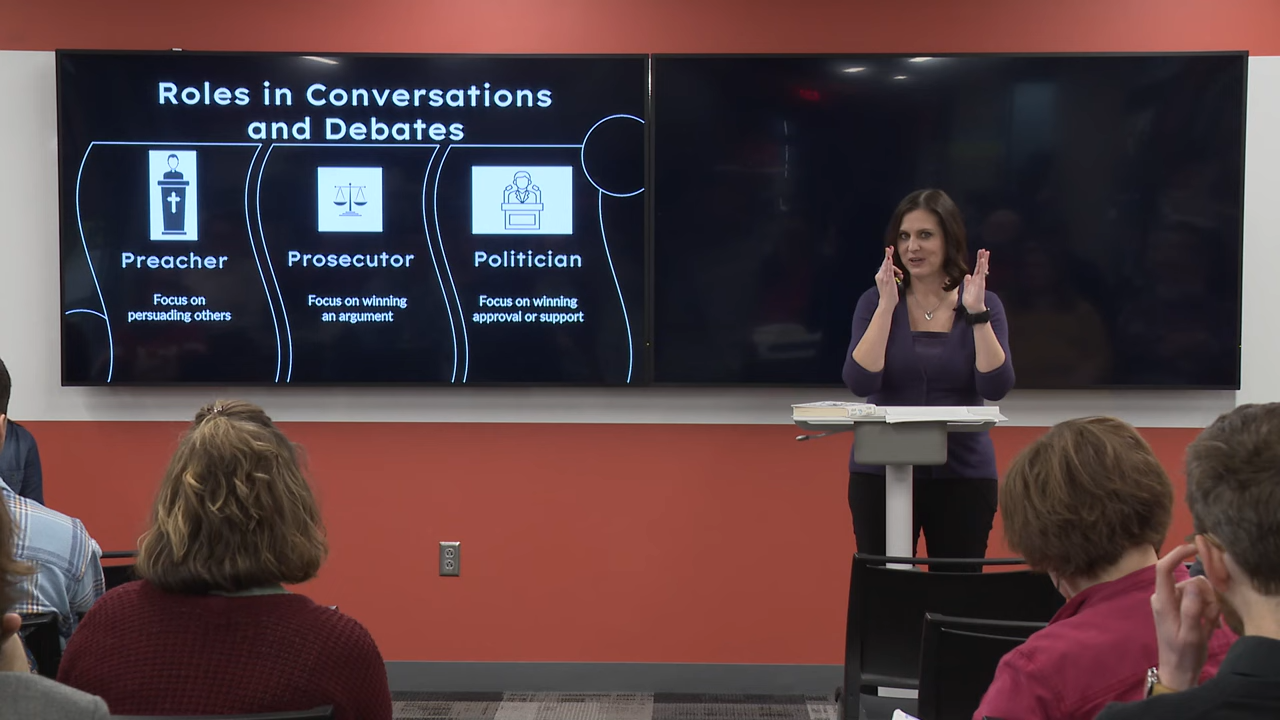 Roles in Conversations
and Debates
Preacher
Focus on
persuading others
Prosecutor
Focus on winning
an argument
Politician
Focus on winning
approval or support